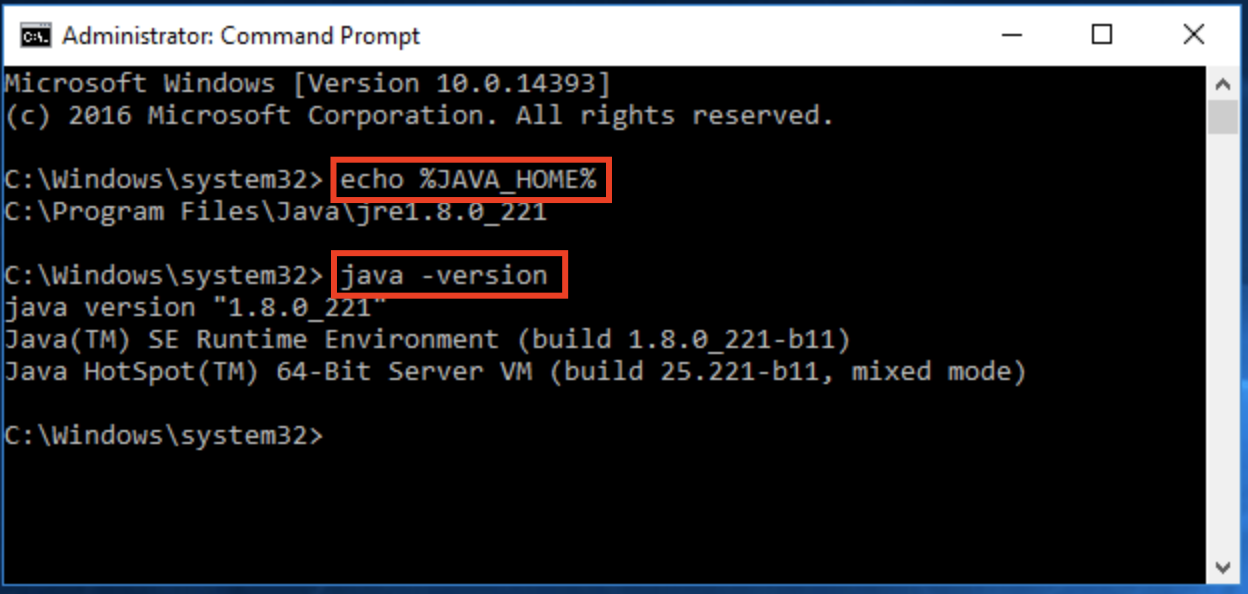 Administrator: Command Prompt
Microsoft Windows [Version 10.0.14393]
(c) 2016 Microsoft Corporation. All rights reserved.
C:\Windows\system32> echo %JAVA_HOME%
C:\Program Files\Java\jre1.8.0_221
C:\Windows\system32> java -version
java version "1.8.0_221"
Java(TM) SE Runtime Environment (build 1.8.0_221-b11)
Java HotSpot(TM) 64-Bit Server VM (build 25.221-b11, mixed mode)
C:\Windows\system32>